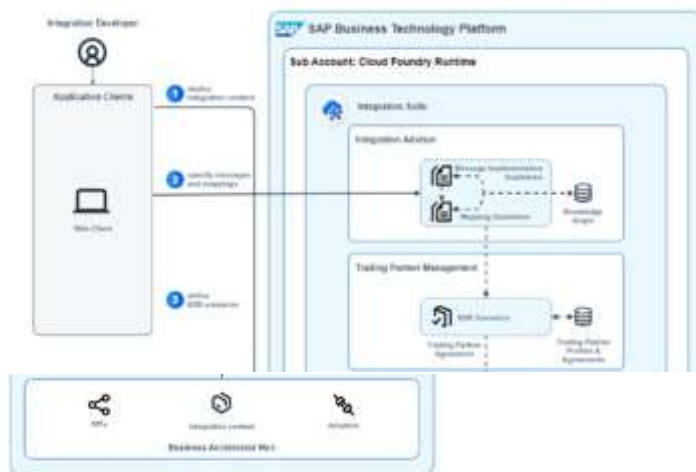 Integration Developer
SAP
SAP Business Technology Platform
Sub Account: Cloud Foundry Runtime
Application Clients
1
define
integration content
Integration Suite
Integration Advisor
2
specify messages
and mappings
Message Implementation
Guidelines
Mapping Guidelines
Knowledge
Graph
Web Client
Trading Partner Management
3
define
B2B scenarios
B2B Scenarios
Trading Partner
Agreement
Trading Partner
Profiles &
Agreements
APIs
Integration content
Adapters
Business Accelerator Hub